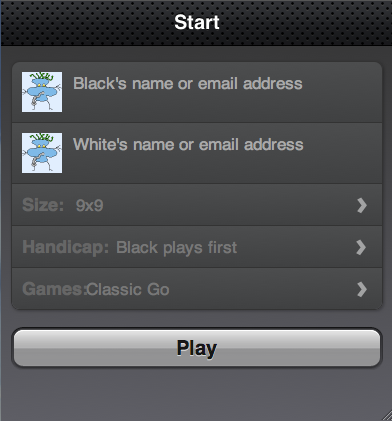 Start
Black's name or email address
White's name or email address
Size: 9x9
Handicap: Black plays first
Games:Classic Go
Play